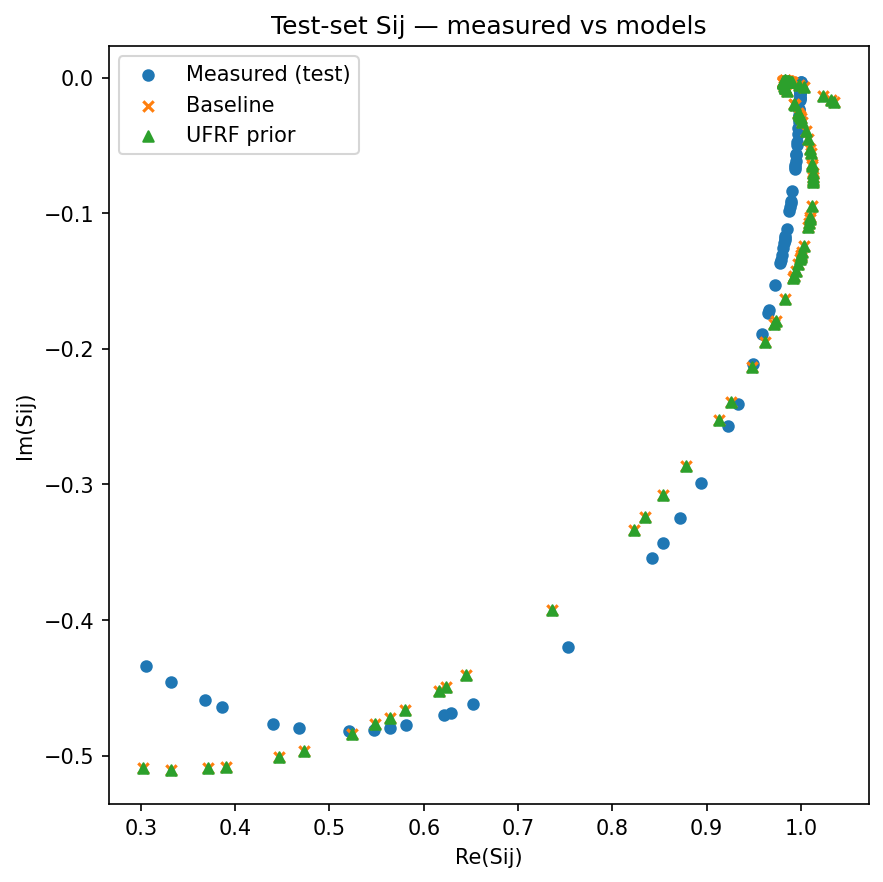 Test-set Sij — measured vs models
Measured (test)
Baseline
UFRF prior
0.0
−0.1
−0.2
−0.3
−0.4
−0.5
Im(Sij)
0.3 0.4 0.5 0.6 0.7 0.8 0.9 1.0
Re(Sij)